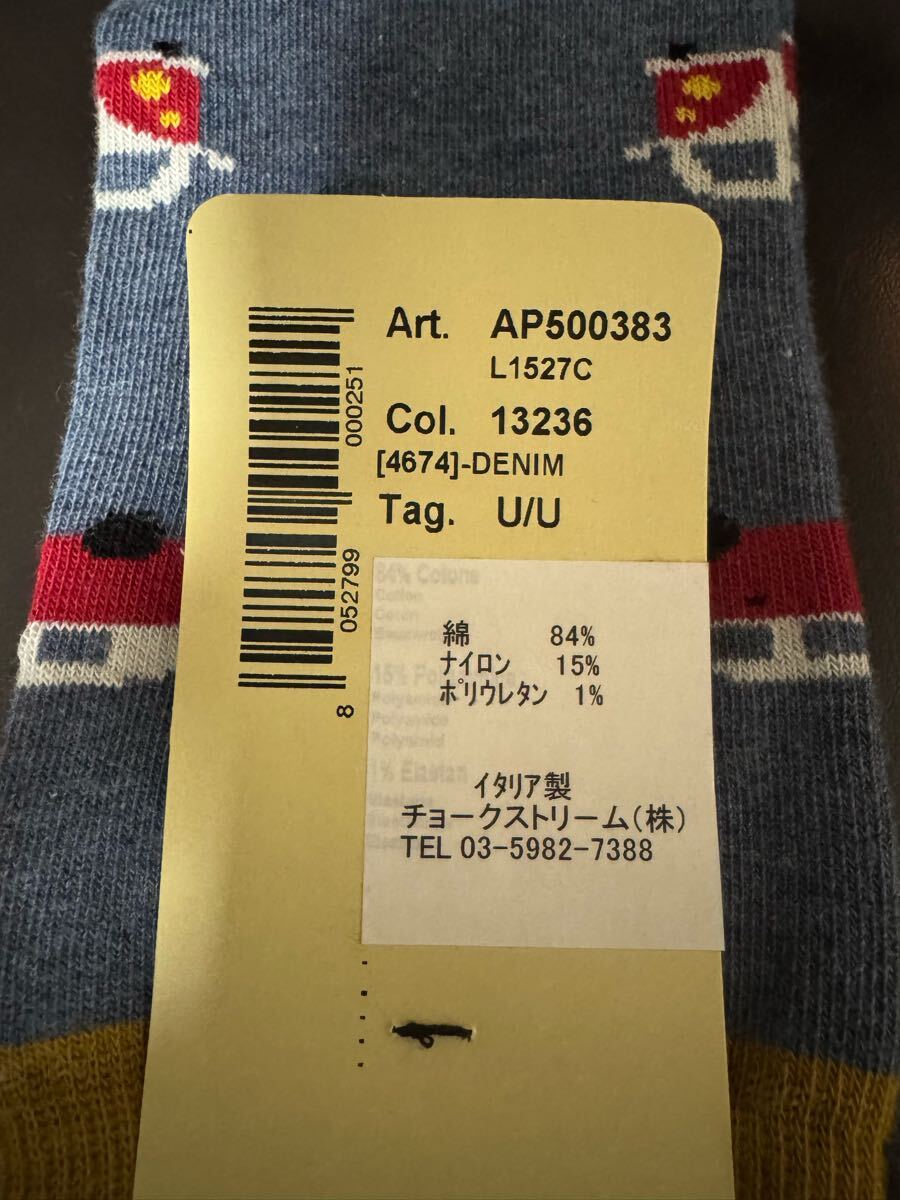 Art. AP500383
L1527C
Col. 13236
[4674]-DENIM
Tag. U/U
8 052799 000251
84% Cotone
Cotton
綿 84%
ナイロン 15%
ポリウレタン 1%
Polyamide
Polyamid
1% Elastan
イタリア製
チョークストリーム(株)
TEL 03-5982-7388